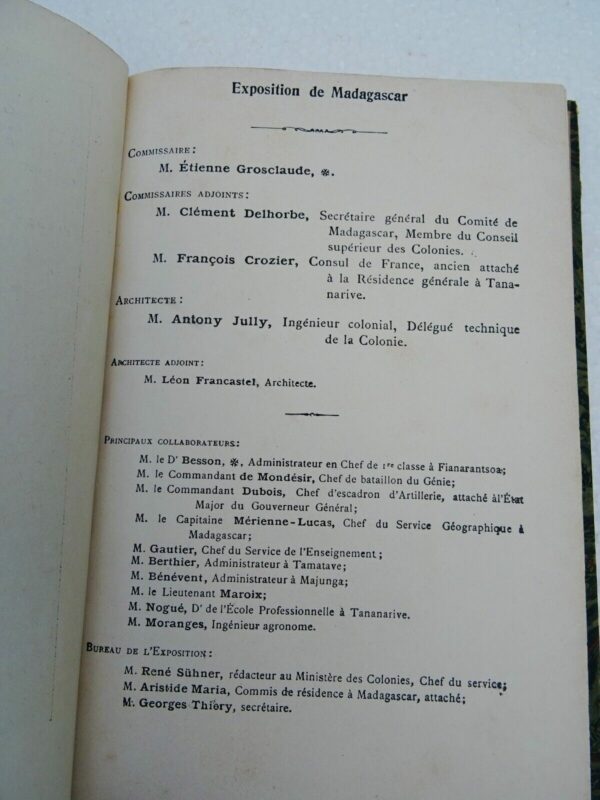 Exposition de Madagascar
Commissaire :
M. Étienne Grosclaude, ✻.
Commissaires adjoints :
M. Clément Delhorbe, Secrétaire général du Comité de
Madagascar, Membre du Conseil
supérieur des Colonies.
M. François Crozier, Consul de France, ancien attaché
à la Résidence générale à Tana-
narive.
Architecte :
M. Antony Jully, Ingénieur colonial, Délégué technique
de la Colonie.
Architecte adjoint :
M. Léon Francastel, Architecte.
Principaux collaborateurs :
M. le Dr Besson, ✻, Administrateur en Chef de 1re classe à Fianarantsoa;
M. le Commandant de Mondésir, Chef de bataillon du Génie;
M. le Commandant Dubois, Chef d'escadron d'Artillerie, attaché àl'État
Major du Gouverneur Général;
M. le Capitaine Mérienne-Lucas, Chef du Service Géographique à
Madagascar;
M. Gautier, Chef du Service de l'Enseignement;
M. Berthier, Administrateur à Tamatave;
M. Bénévent, Administrateur à Majunga;
M. le Lieutenant Maroix;
M. Nogué, Dr de l'École Professionnelle à Tananarive.
M. Moranges, Ingénieur agronome.
Bureau de l'Exposition :
M. René Sühner, rédacteur au Ministère des Colonies, Chef du service;
M. Aristide Maria, Commis de résidence à Madagascar, attaché;
M. Georges Thiéry, secrétaire.